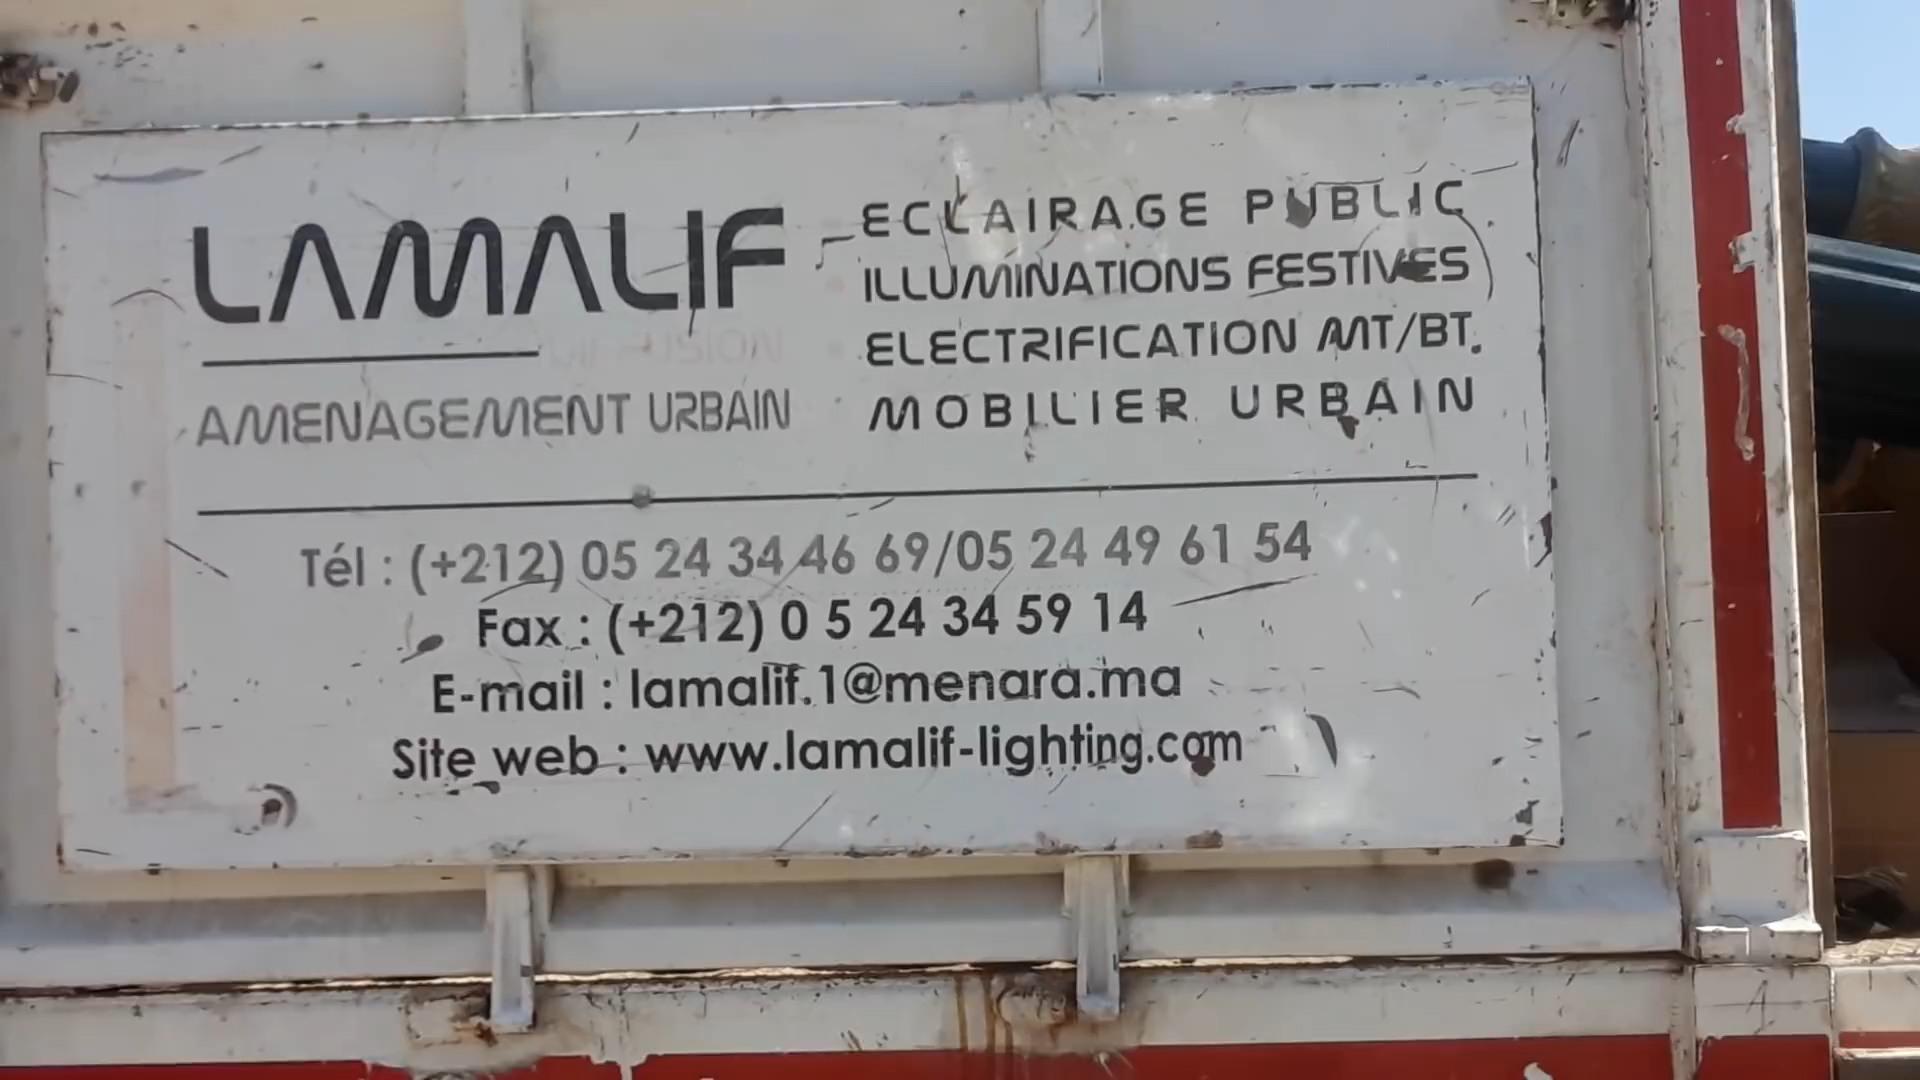 LAMALIF
AMENAGEMENT URBAIN
ECLAIRAGE PUBLIC
ILLUMINATIONS FESTIVES
ELECTRIFICATION MT/BT
MOBILIER URBAIN
Tél : (+212) 05 24 34 46 69/05 24 49 61 54
Fax : (+212) 0 5 24 34 59 14
E-mail : lamalif.1@menara.ma
Site web : www.lamalif-lighting.com